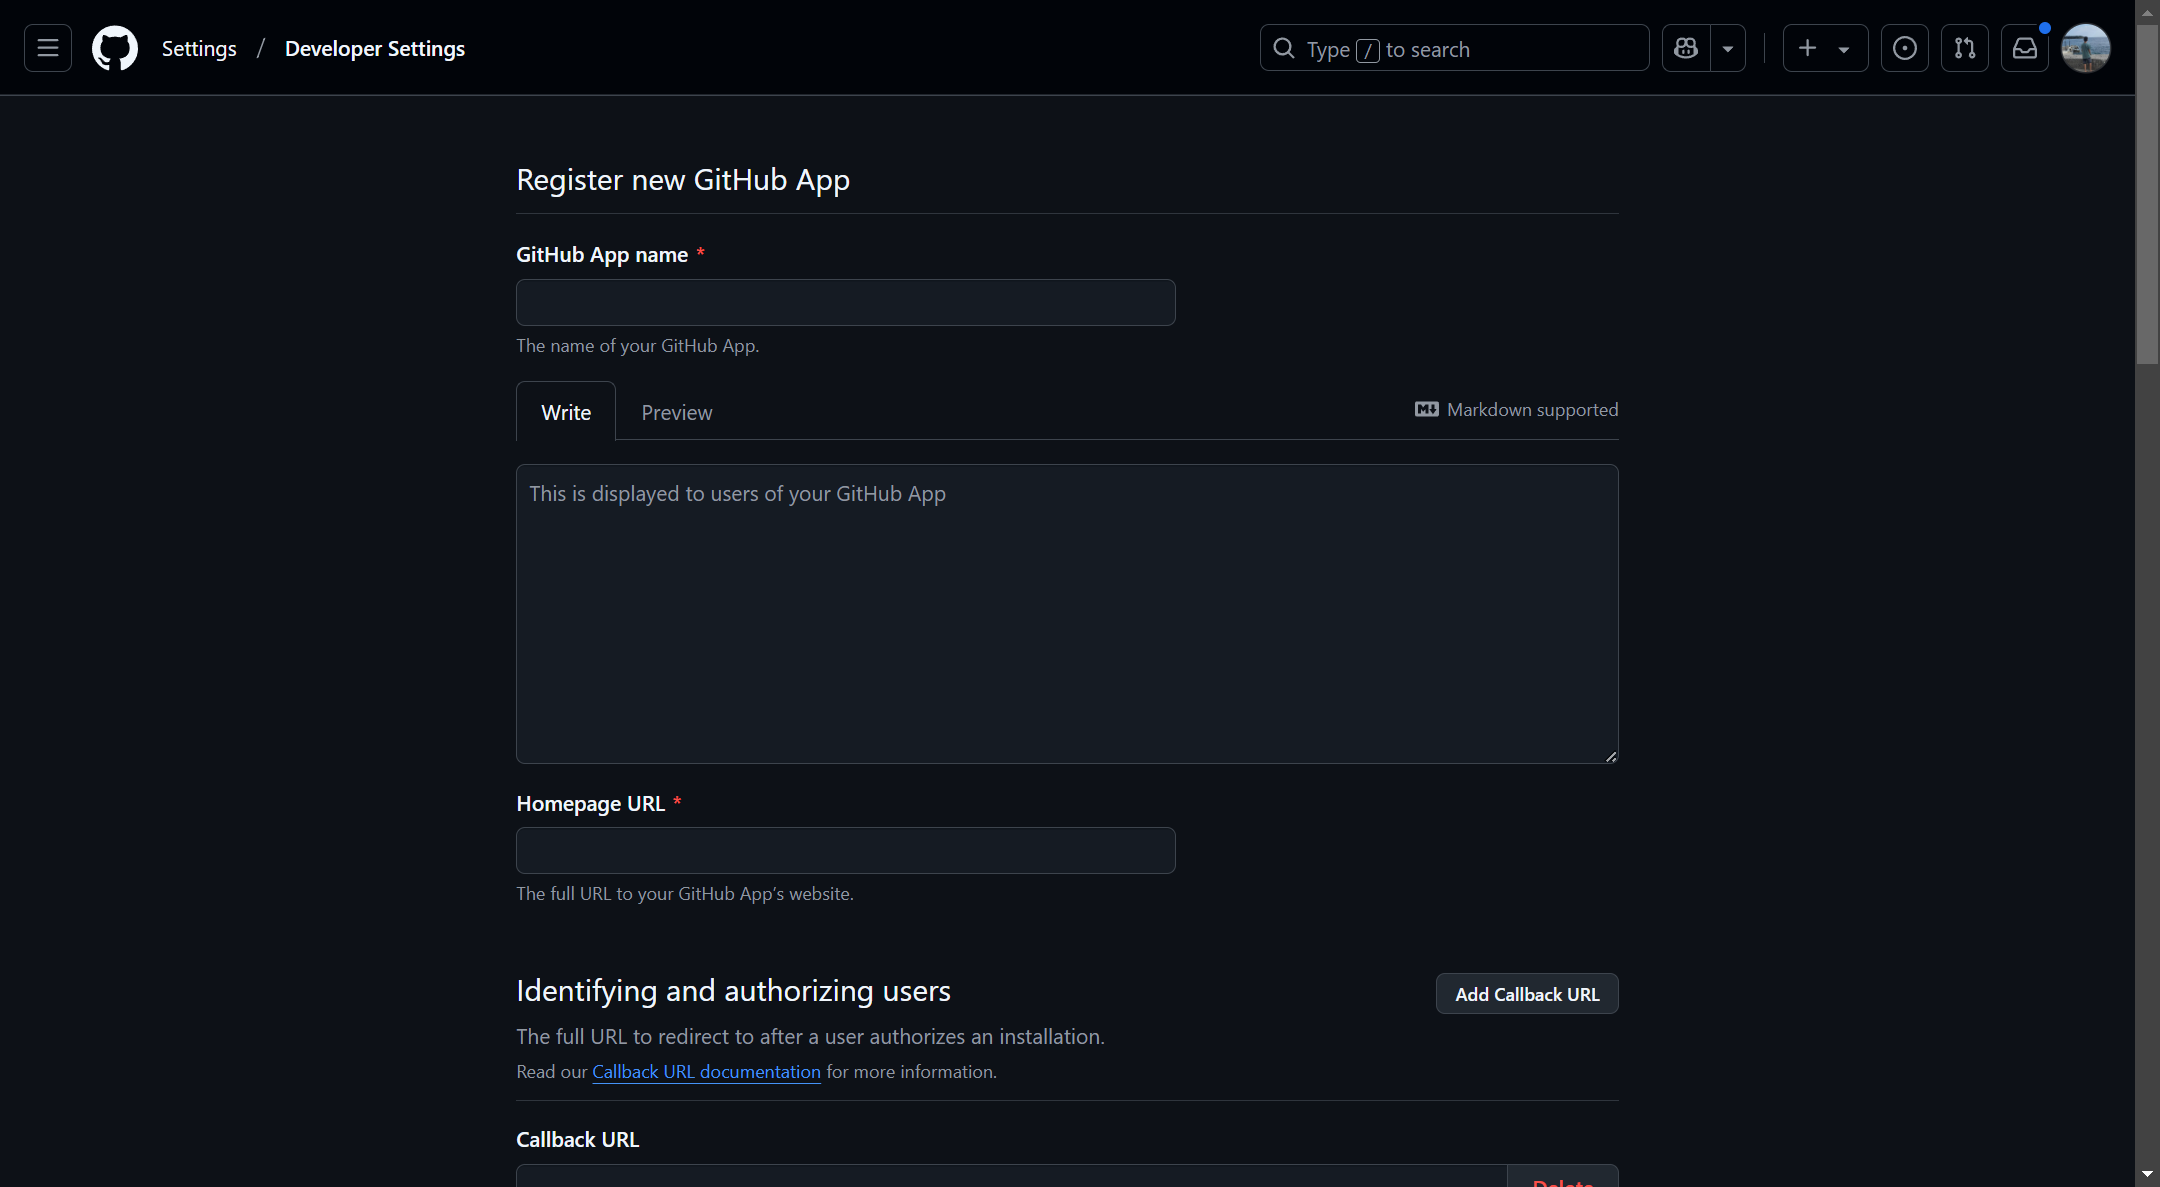 Settings / Developer Settings
Type / to search
Register new GitHub App
GitHub App name *
The name of your GitHub App.
Write
Preview
Markdown supported
This is displayed to users of your GitHub App
Homepage URL *
The full URL to your GitHub App's website.
Identifying and authorizing users
Add Callback URL
The full URL to redirect to after a user authorizes an installation.
Read our Callback URL documentation for more information.
Callback URL
Delete